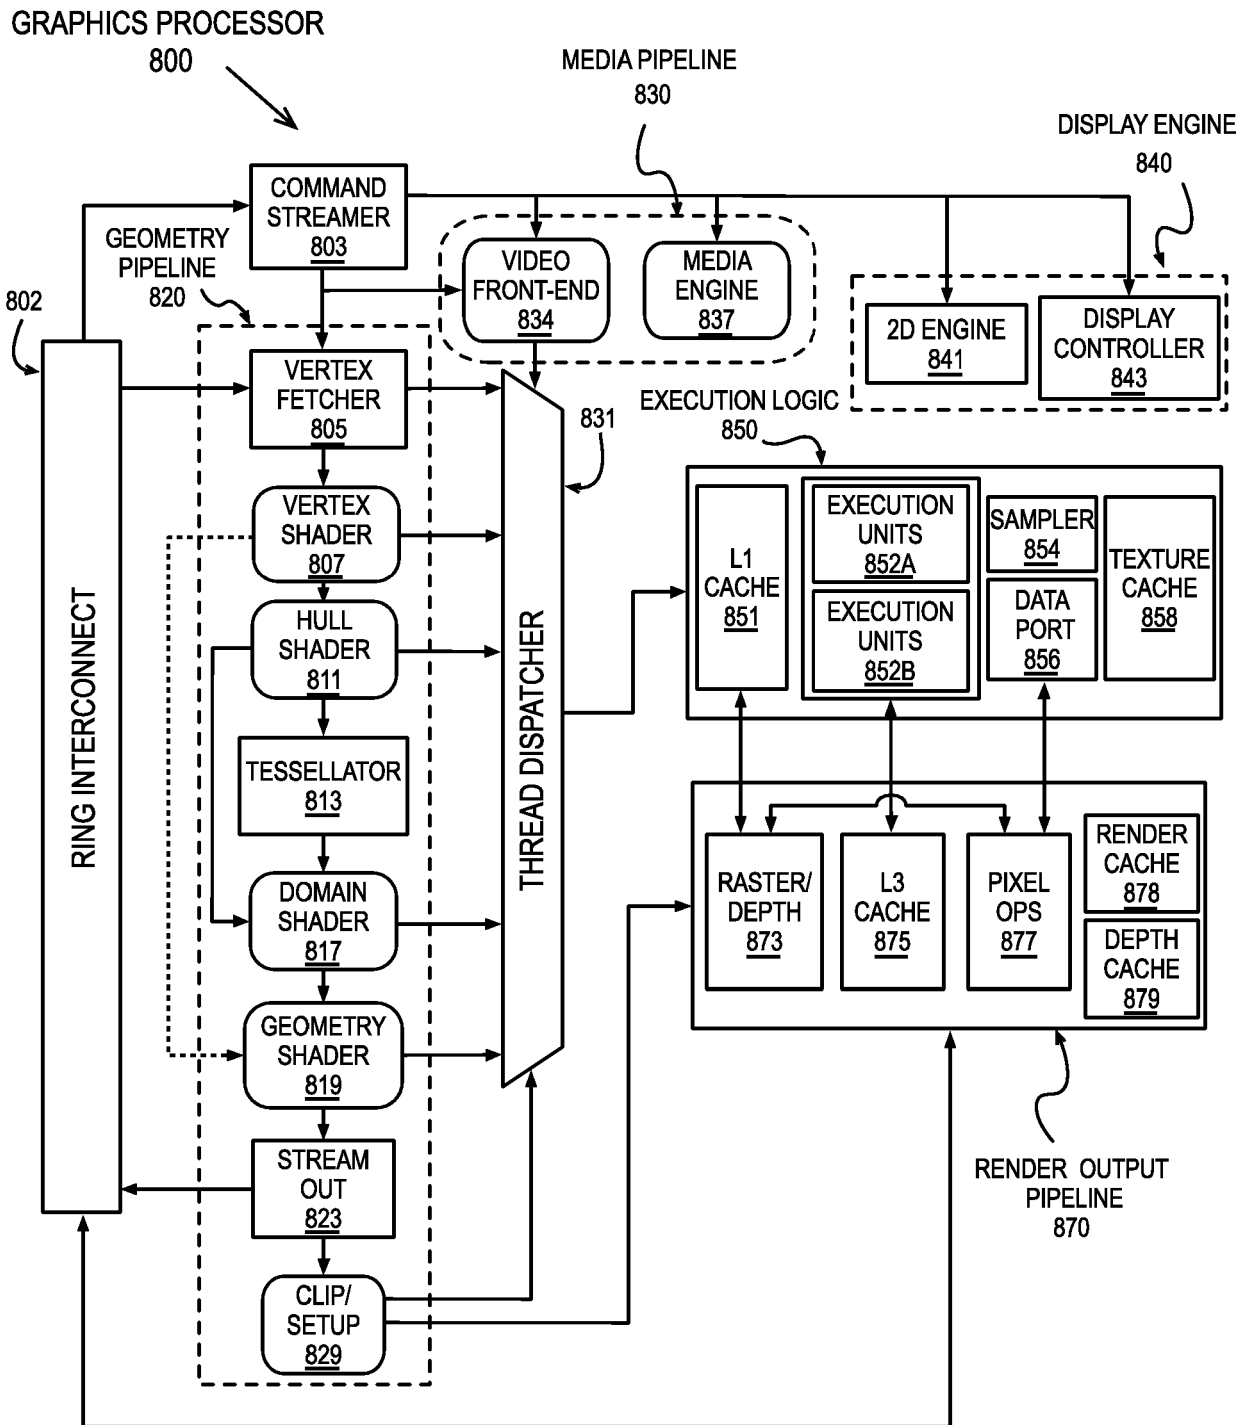 GRAPHICS PROCESSOR
800
MEDIA PIPELINE
830
DISPLAY ENGINE
840
COMMAND
STREAMER
803
GEOMETRY
PIPELINE
820
802
VIDEO
FRONT-END
834
MEDIA
ENGINE
837
2D ENGINE
841
DISPLAY
CONTROLLER
843
RING INTERCONNECT
VERTEX
FETCHER
805
VERTEX
SHADER
807
HULL
SHADER
811
TESSELLATOR
813
DOMAIN
SHADER
817
GEOMETRY
SHADER
819
STREAM
OUT
823
CLIP/
SETUP
829
THREAD DISPATCHER
831
EXECUTION LOGIC
850
L1
CACHE
851
EXECUTION
UNITS
852A
EXECUTION
UNITS
852B
SAMPLER
854
DATA
PORT
856
TEXTURE
CACHE
858
RASTER/
DEPTH
873
L3
CACHE
875
PIXEL
OPS
877
RENDER
CACHE
878
DEPTH
CACHE
879
RENDER OUTPUT
PIPELINE
870